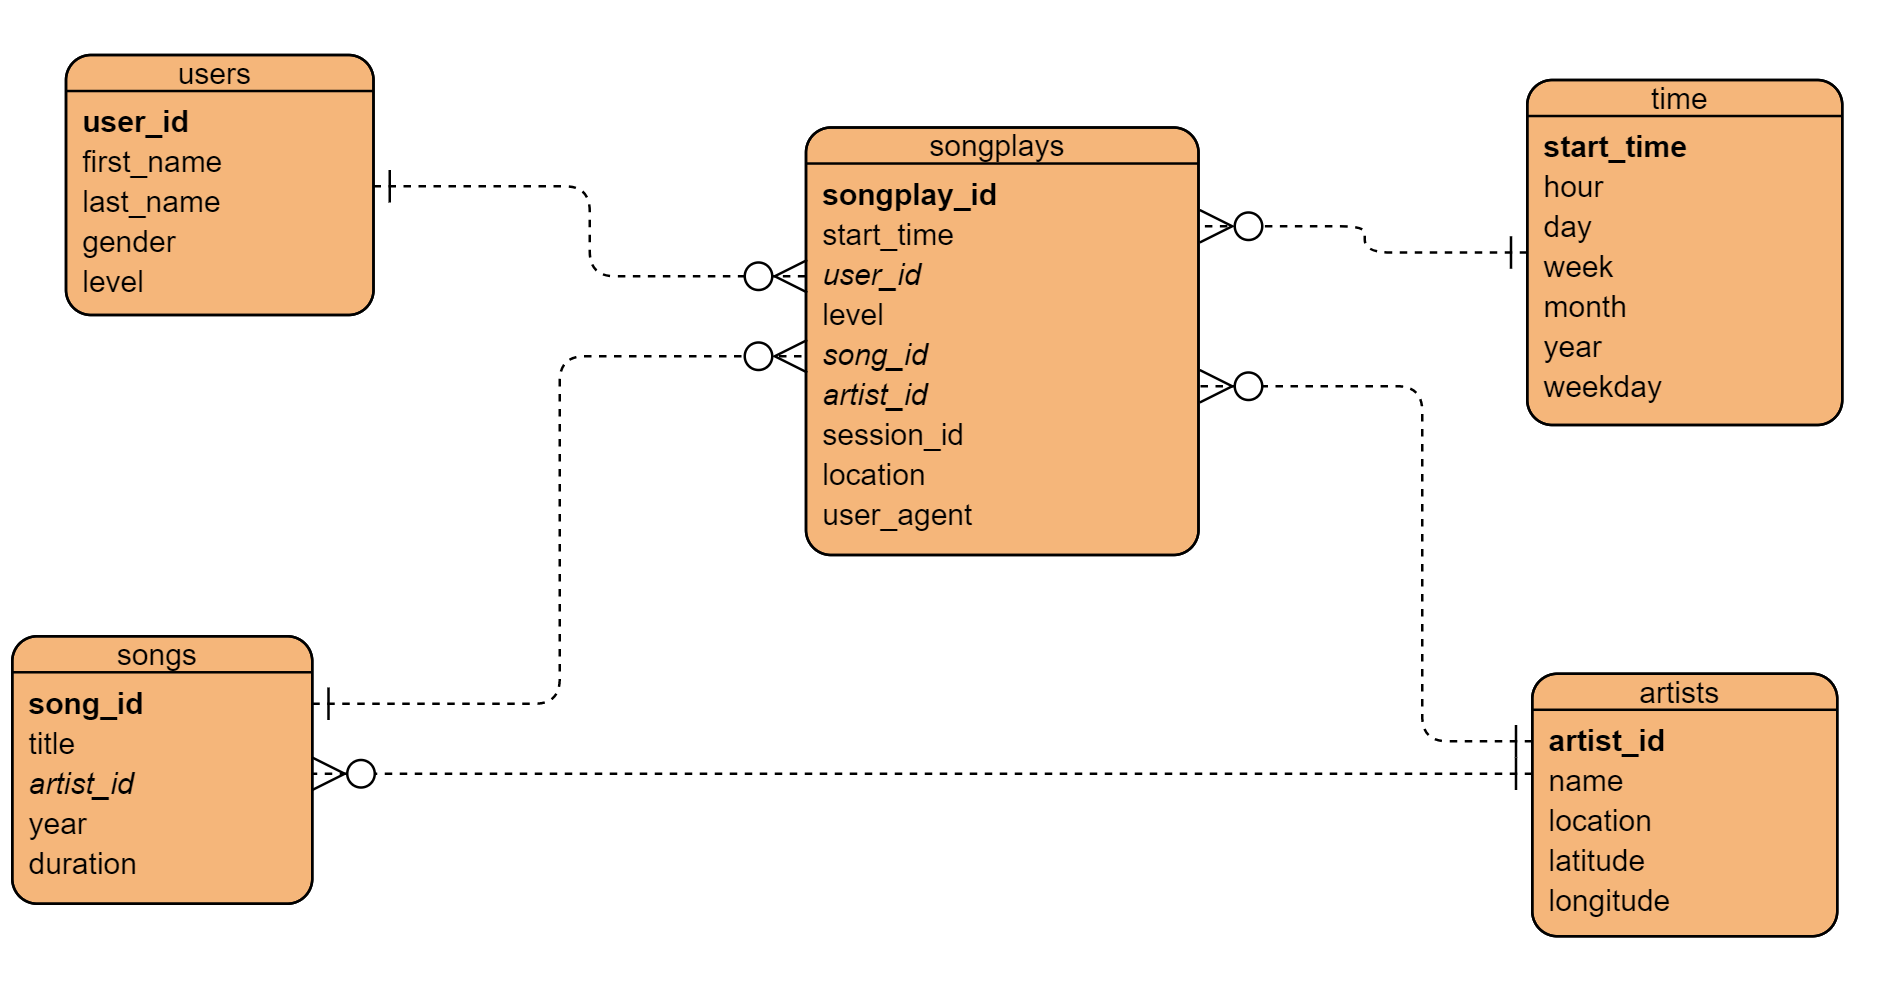 users
user_id
first_name
last_name
gender
level
songplays
songplay_id
start_time
user_id
level
song_id
artist_id
session_id
location
user_agent
time
start_time
hour
day
week
month
year
weekday
songs
song_id
title
artist_id
year
duration
artists
artist_id
name
location
latitude
longitude